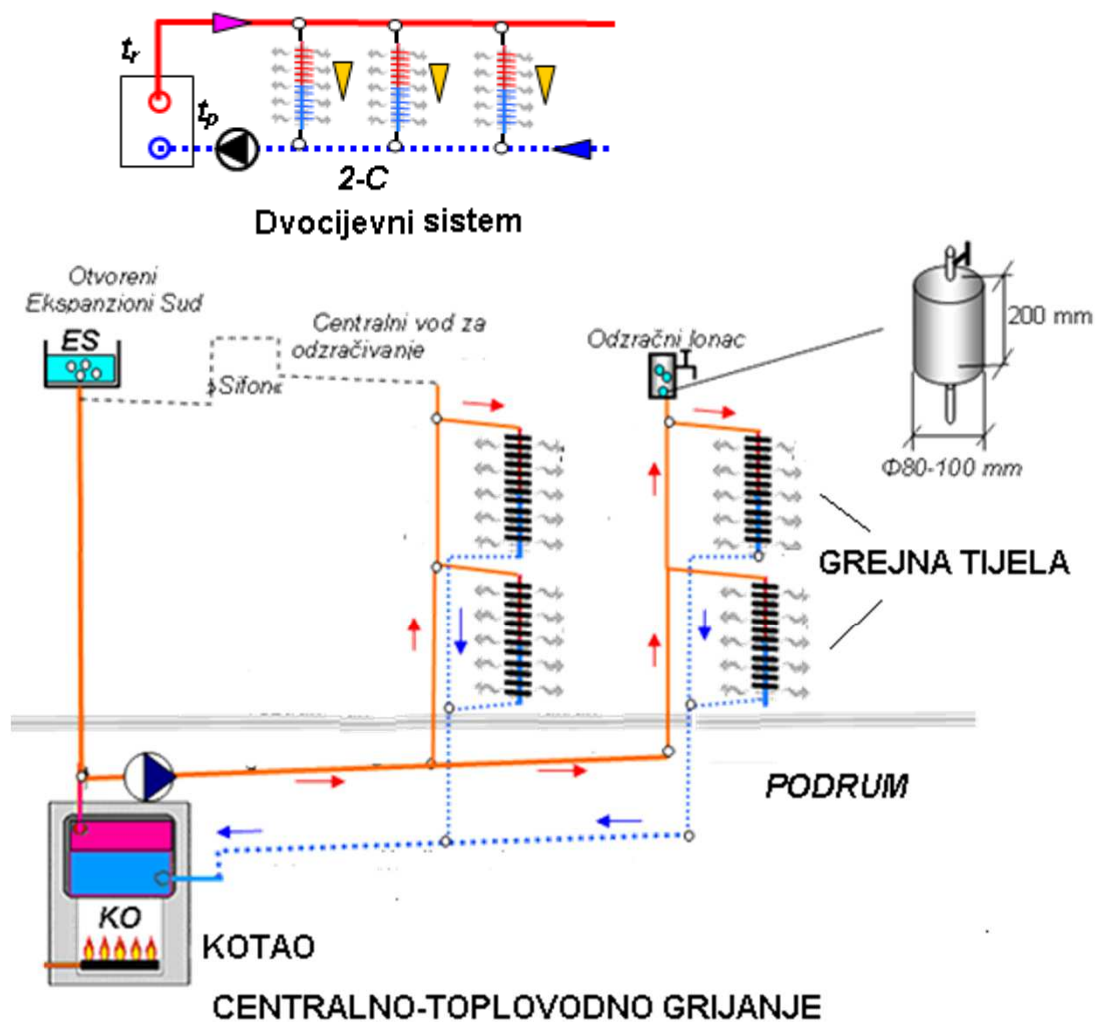 tr
tp
2-C
Dvocijevni sistem
Otvoreni
Ekspanzioni Sud
ES
Sifon
Centralni vod za
odzračivanje
Odzračni lonac
200 mm
Φ80-100 mm
GREJNA TIJELA
PODRUM
KO
KOTAO
CENTRALNO-TOPLOVODNO GRIJANJE